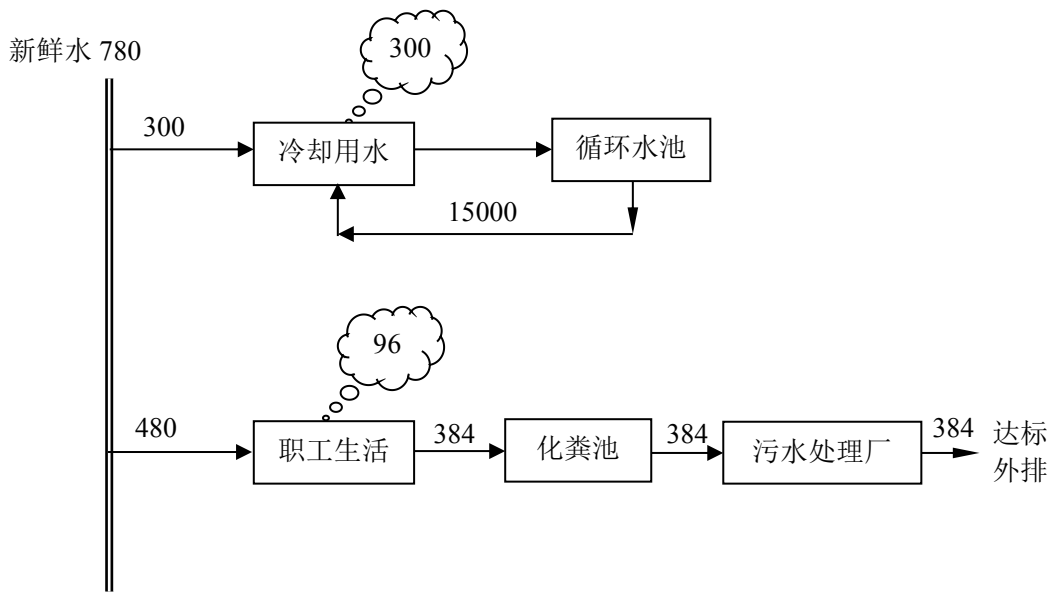 新鲜水 780
300
300
冷却用水
循环水池
15000
96
480
职工生活
384
化粪池
384
污水处理厂
384
达标
外排